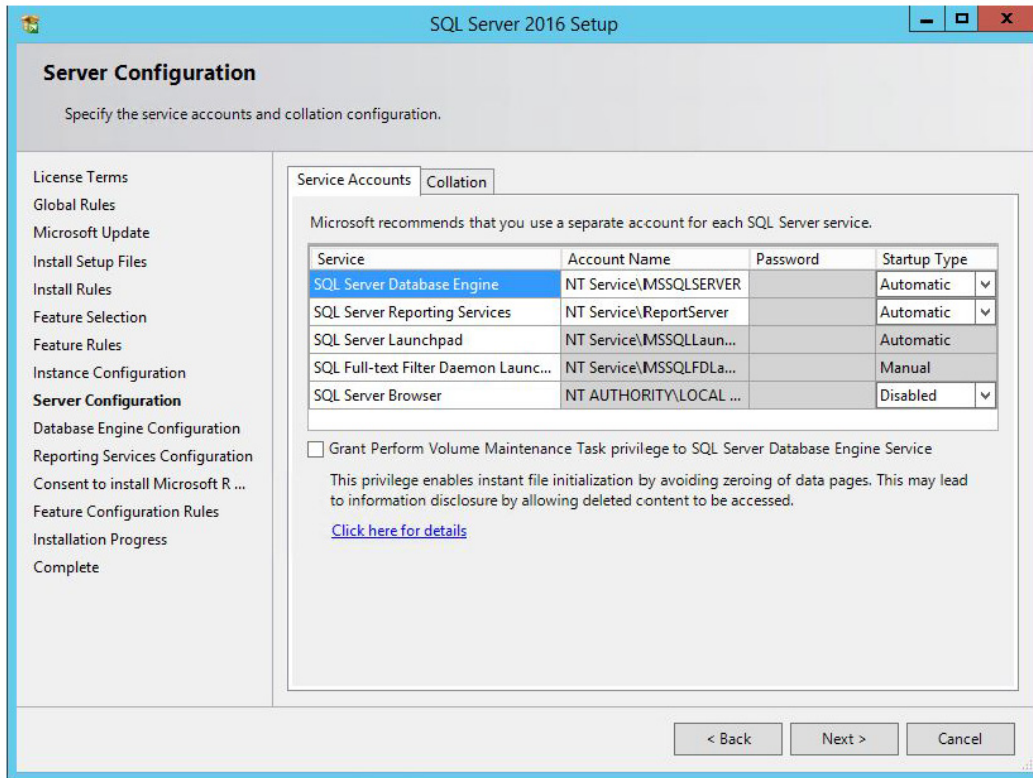 SQL Server 2016 Setup
Server Configuration
Specify the service accounts and collation configuration.
License Terms
Global Rules
Microsoft Update
Install Setup Files
Install Rules
Feature Selection
Feature Rules
Instance Configuration
Server Configuration
Database Engine Configuration
Reporting Services Configuration
Consent to install Microsoft R ...
Feature Configuration Rules
Installation Progress
Complete
Service Accounts Collation
Microsoft recommends that you use a separate account for each SQL Server service.
Service Account Name Password Startup Type
SQL Server Database Engine NT Service\MSSQLSERVER Automatic
SQL Server Reporting Services NT Service\ReportServer Automatic
SQL Server Launchpad NT Service\MSSQLLaun... Automatic
SQL Full-text Filter Daemon Launc... NT Service\MSSQLFDLa... Manual
SQL Server Browser NT AUTHORITY\LOCAL ... Disabled
Grant Perform Volume Maintenance Task privilege to SQL Server Database Engine Service
This privilege enables instant file initialization by avoiding zeroing of data pages. This may lead
to information disclosure by allowing deleted content to be accessed.
Click here for details
< Back Next > Cancel